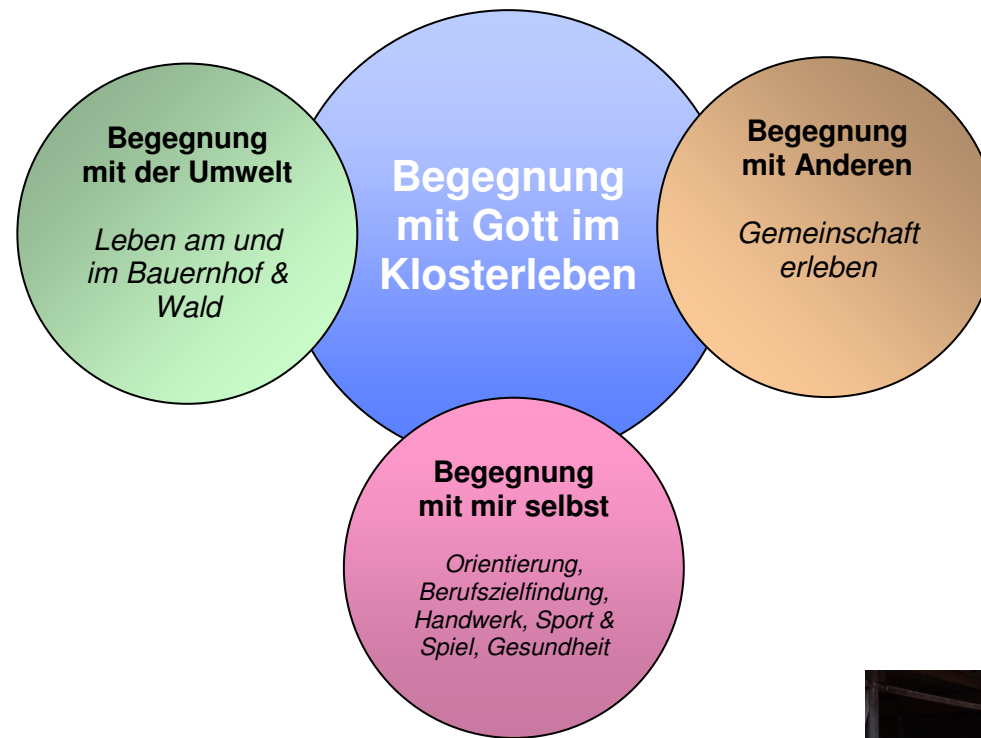 Begegnung
mit der Umwelt
Leben am und
im Bauernhof &
Wald
Begegnung
mit Gott im
Klosterleben
Begegnung
mit Anderen
Gemeinschaft
erleben
Begegnung
mit mir selbst
Orientierung,
Berufszielfindung,
Handwerk, Sport &
Spiel, Gesundheit